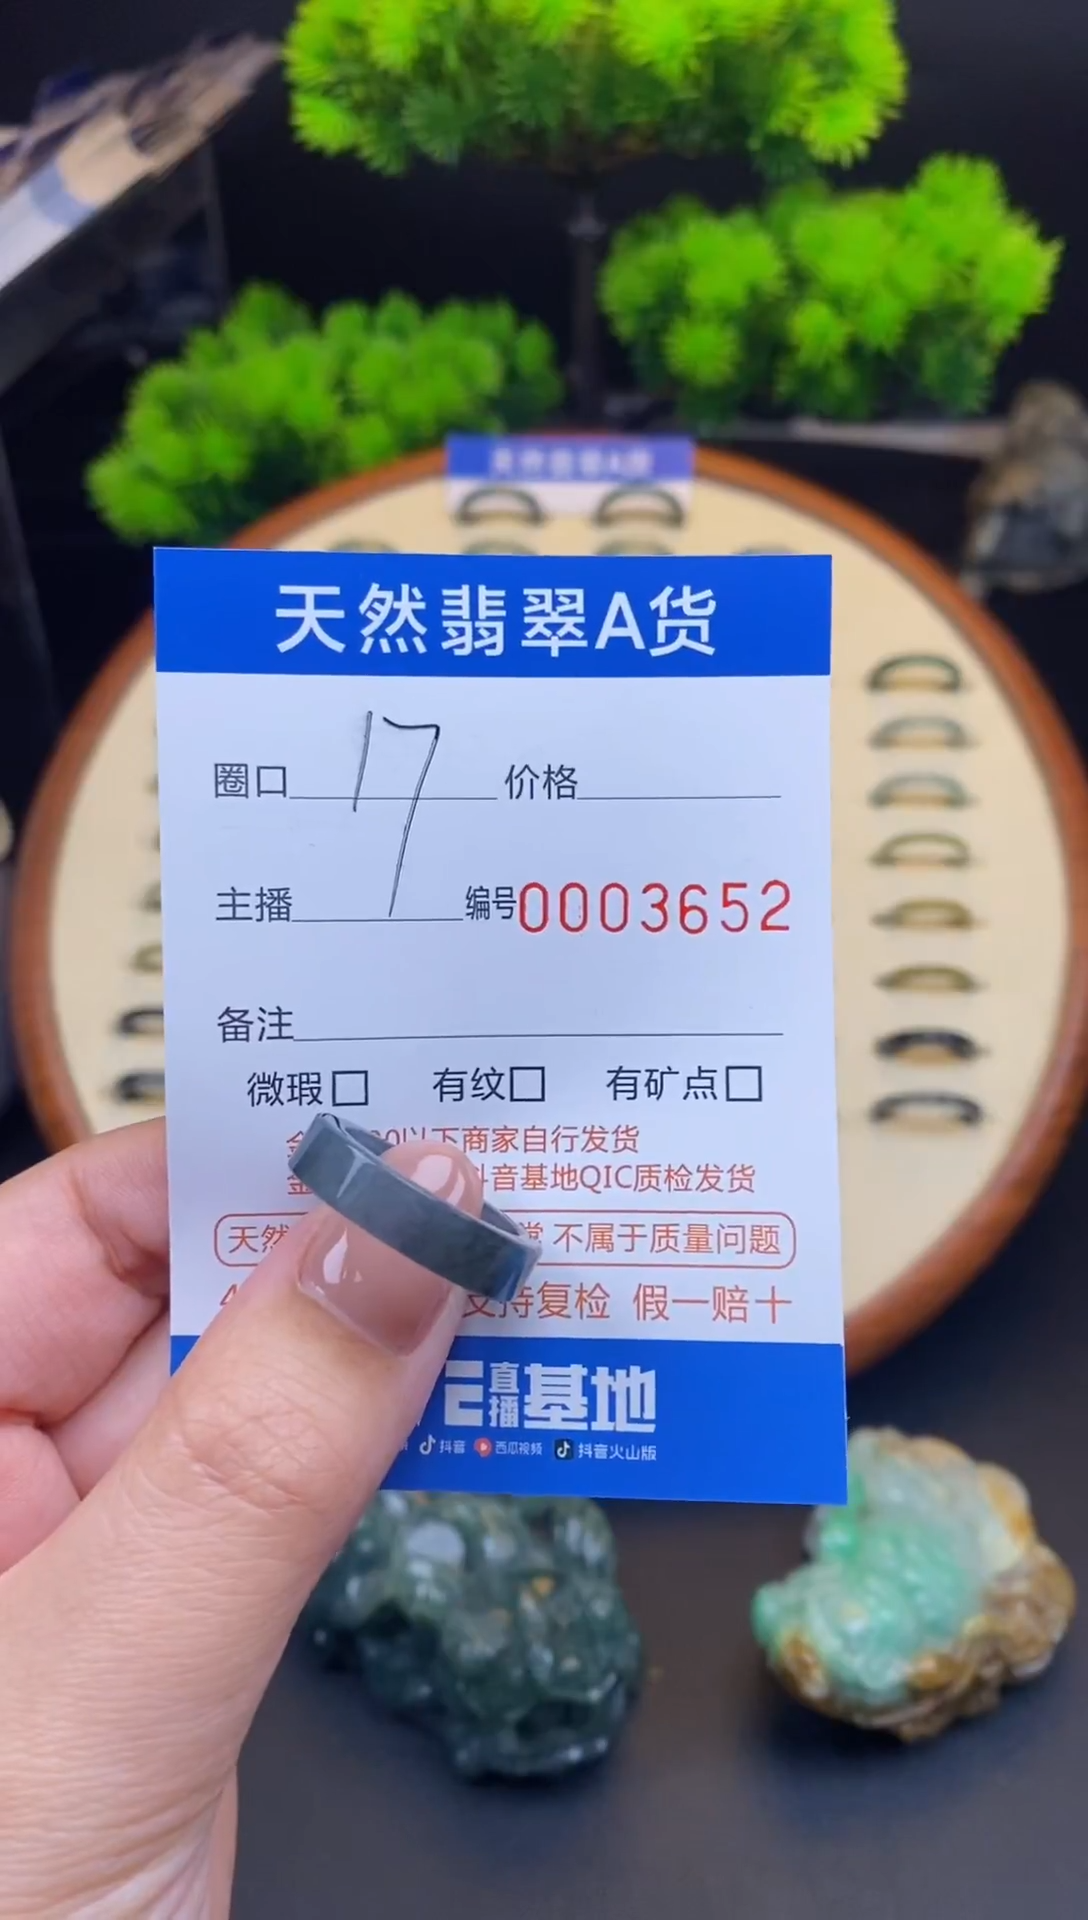 天然翡翠A货
圈口 17 价格
主播 编号0003652
备注
微瑕□ 有纹□ 有矿点□
0以下商家自行发货
抖音基地QIC质检发货
天然 不属于质量问题
支持复检 假一赔十
直播基地
抖音 西瓜视频 抖音火山版